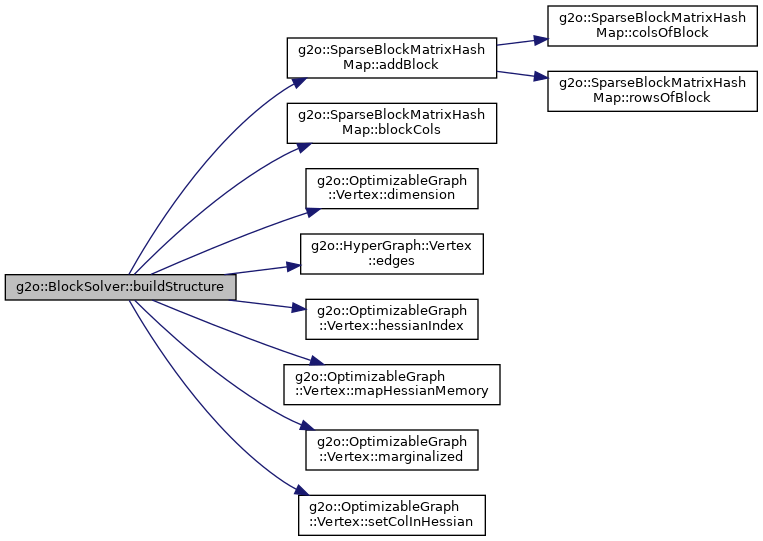 g2o::BlockSolver::buildStructure
g2o::SparseBlockMatrixHash
Map::addBlock
g2o::SparseBlockMatrixHash
Map::colsOfBlock
g2o::SparseBlockMatrixHash
Map::rowsOfBlock
g2o::SparseBlockMatrixHash
Map::blockCols
g2o::OptimizableGraph
::Vertex::dimension
g2o::HyperGraph::Vertex
::edges
g2o::OptimizableGraph
::Vertex::hessianIndex
g2o::OptimizableGraph
::Vertex::mapHessianMemory
g2o::OptimizableGraph
::Vertex::marginalized
g2o::OptimizableGraph
::Vertex::setColInHessian